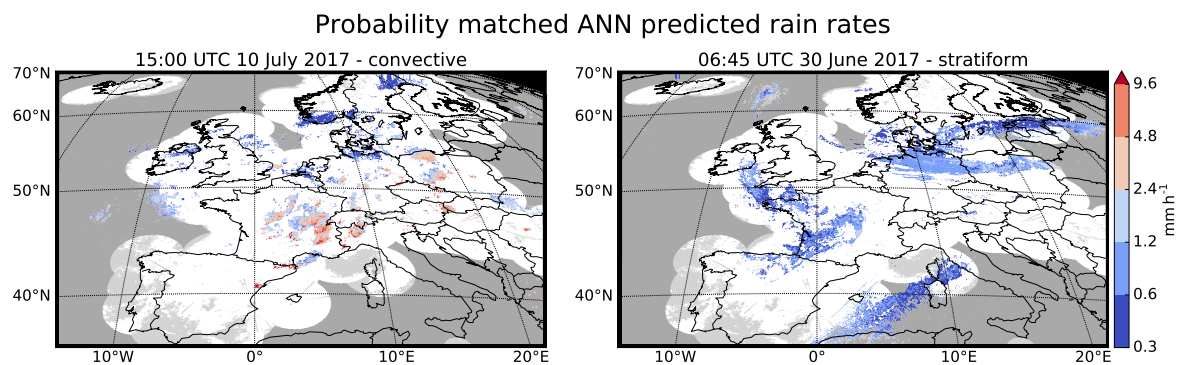 Probability matched ANN predicted rain rates
15:00 UTC 10 July 2017 - convective
06:45 UTC 30 June 2017 - stratiform
70°N
60°N
50°N
40°N
10°W
0°
10°E
20°E
70°N
60°N
50°N
40°N
10°W
0°
10°E
20°E
9.6
4.8
2.4
1.2
0.6
0.3
mm h⁻¹